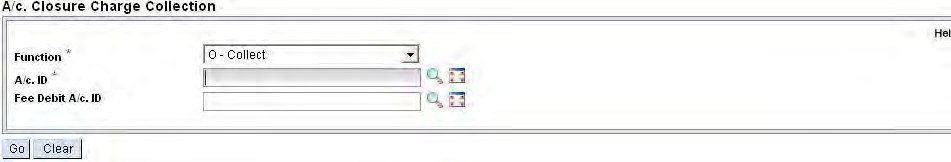 A/c. Closure Charge Collection
Hel
Function * O - Collect
A/c. ID *
Fee Debit A/c. ID
Go Clear